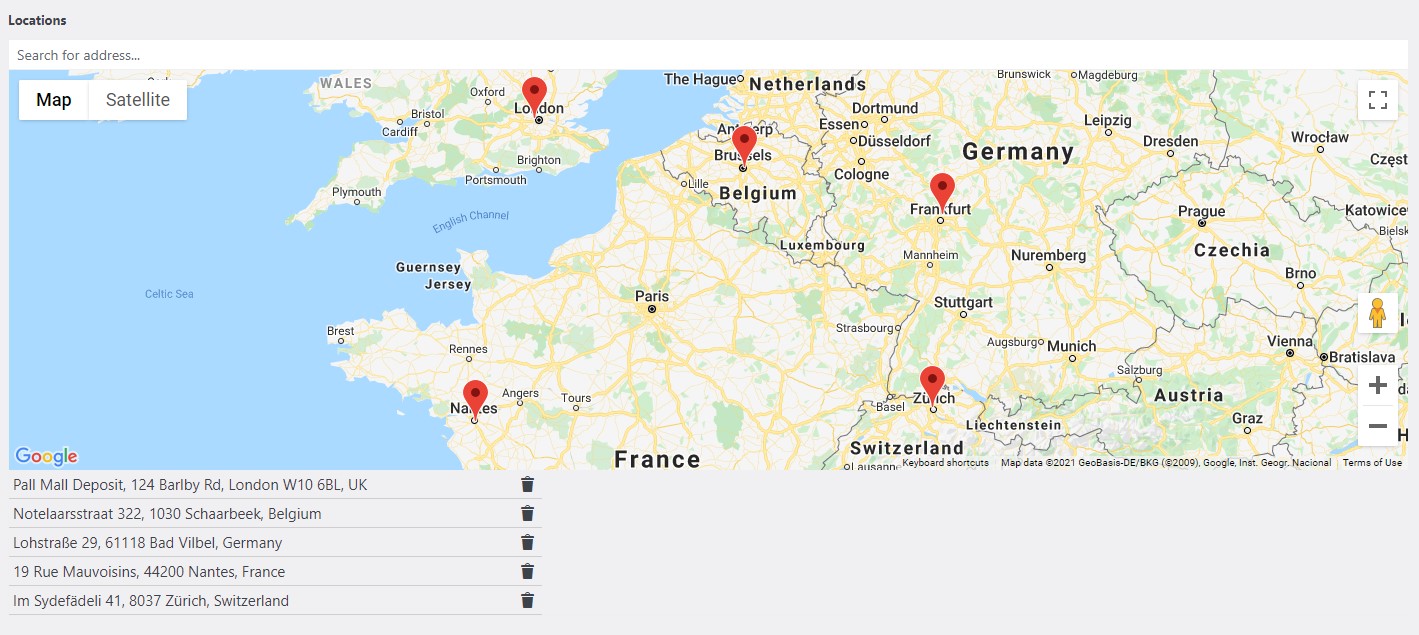 Locations
Search for address...
Map Satellite
WALES
Oxford
London
Bristol
Cardiff
Brighton
Portsmouth
Plymouth
English Channel
Guernsey
Jersey
Celtic Sea
The Hague
Netherlands
Brunswick
Magdeburg
Dortmund
Essen
Düsseldorf
Leipzig
Dresden
Wrocław
Antwerp
Brussels
Lille
Belgium
Cologne
Germany
Częst
Frankfurt
Prague
Katowice
Bielsk
Luxembourg
Mannheim
Nuremberg
Czechia
Brno
Paris
Stuttgart
Strasbourg
Brest
Rennes
Augsburg
Munich
Vienna
Bratislava
Salzburg
Nantes
Angers
Tours
Zürich
Basel
Austria
Liechtenstein
Graz
Switzerland
Lausann
France
Google
Keyboard shortcuts Map data ©2021 GeoBasis-DE/BKG (©2009), Google, Inst. Geogr. Nacional Terms of Use
Pall Mall Deposit, 124 Barlby Rd, London W10 6BL, UK
Notelaarsstraat 322, 1030 Schaarbeek, Belgium
Lohstraße 29, 61118 Bad Vilbel, Germany
19 Rue Mauvoisins, 44200 Nantes, France
Im Sydefädeli 41, 8037 Zürich, Switzerland